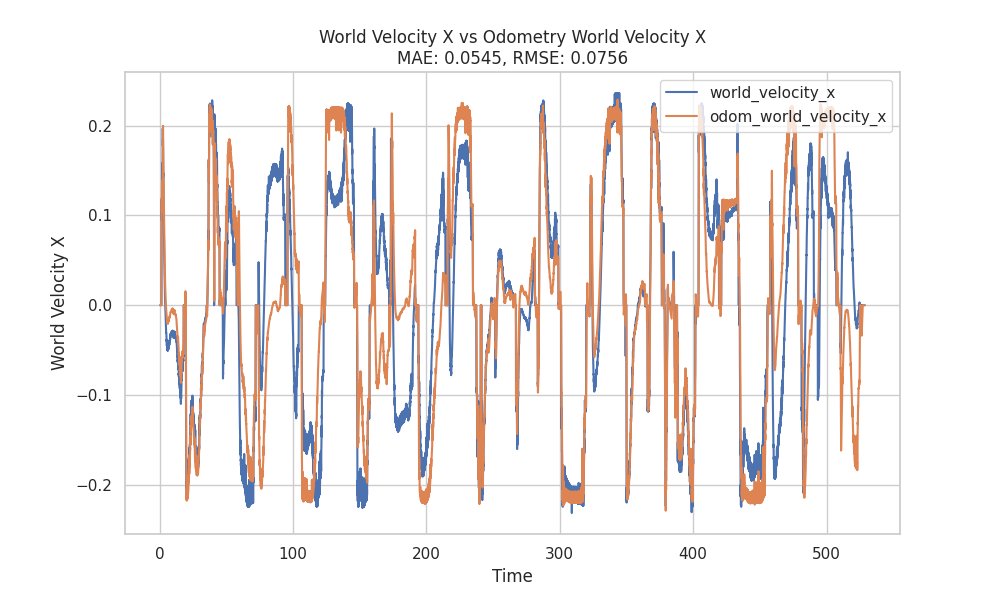 World Velocity X vs Odometry World Velocity X
MAE: 0.0545, RMSE: 0.0756
world_velocity_x
odom_world_velocity_x
World Velocity X
0.2
0.1
0.0
−0.1
−0.2
0 100 200 300 400 500
Time